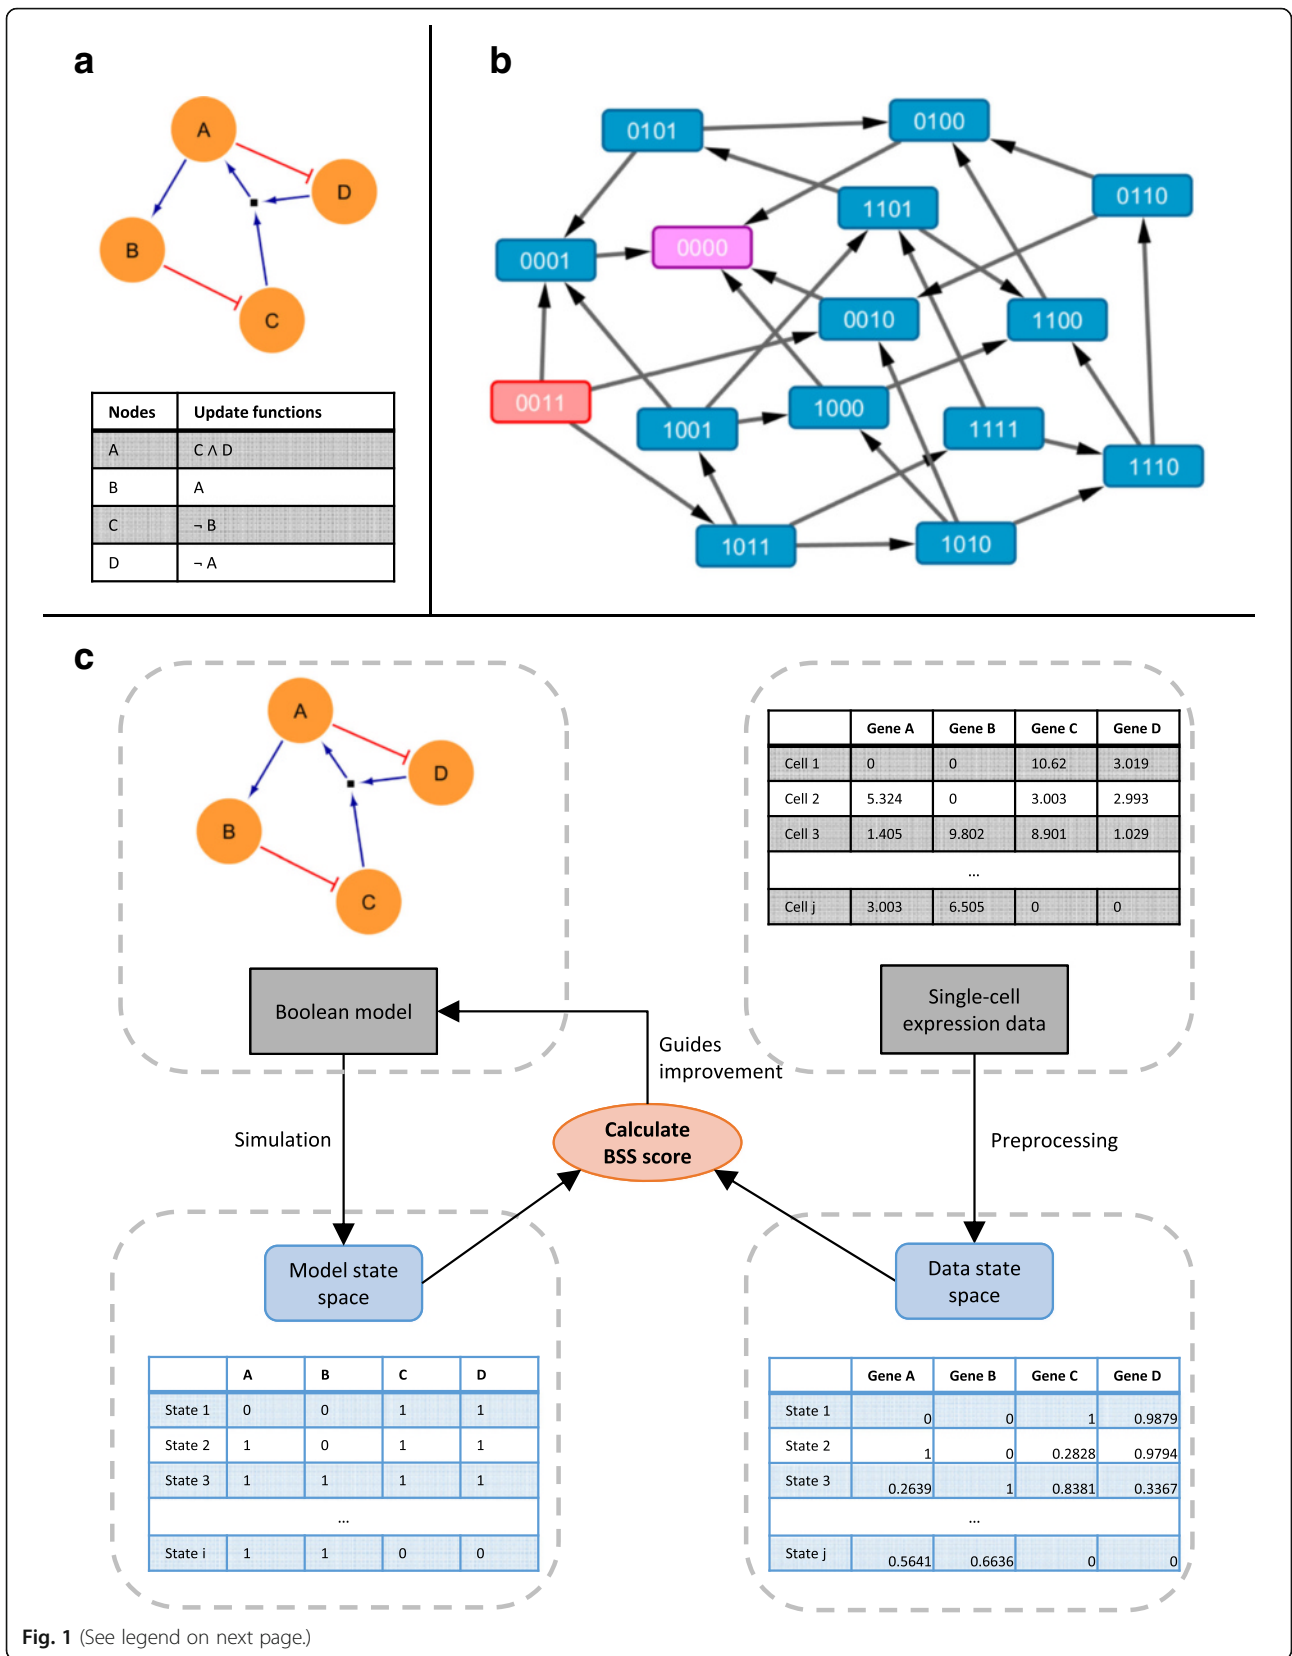 a
A
D
B
C
Nodes Update functions
A C ∧ D
B A
C ¬ B
D ¬ A
b
0101
0100
0110
1101
0001
0000
0010
1100
0011
1001
1000
1111
1110
1011
1010
c
A
D
B
C
Boolean model
Gene A Gene B Gene C Gene D
Cell 1 0 0 10.62 3.019
Cell 2 5.324 0 3.003 2.993
Cell 3 1.405 9.802 8.901 1.029
...
Cell j 3.003 6.505 0 0
Single-cell
expression data
Guides
improvement
Simulation
Calculate
BSS score
Preprocessing
Model state
space
Data state
space
A B C D
State 1 0 0 1 1
State 2 1 0 1 1
State 3 1 1 1 1
...
State i 1 1 0 0
Gene A Gene B Gene C Gene D
State 1 0 0 1 0.9879
State 2 1 0 0.2828 0.9794
State 3 0.2639 1 0.8381 0.3367
...
State j 0.5641 0.6636 0 0
Fig. 1 (See legend on next page.)